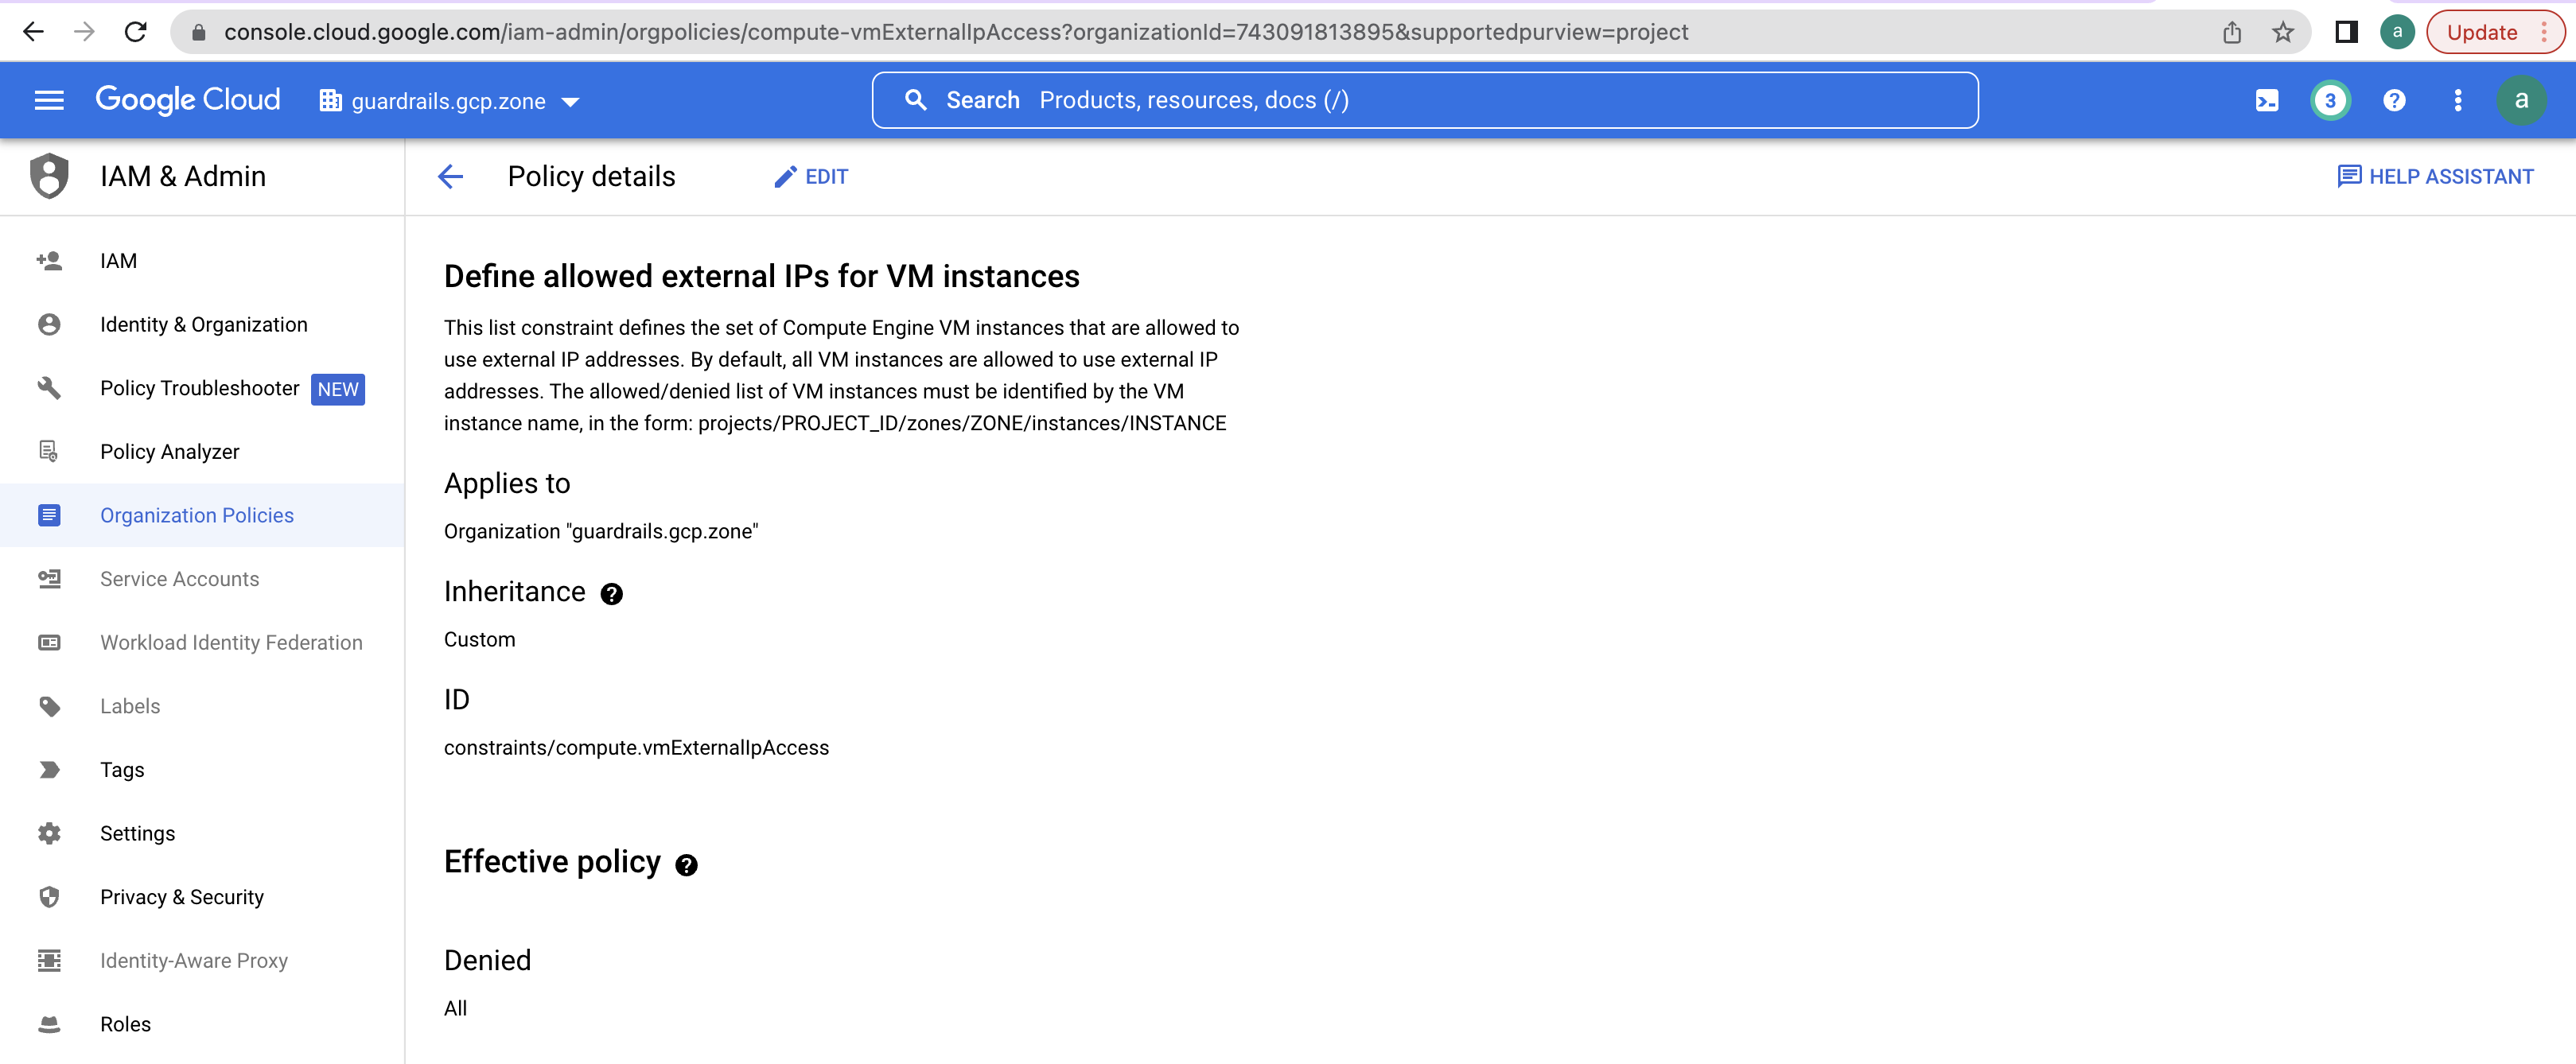 console.cloud.google.com/iam-admin/orgpolicies/compute-vmExternalIpAccess?organizationId=743091813895&supportedpurview=project
a
Update
Google Cloud
guardrails.gcp.zone
Search Products, resources, docs (/)
3
?
a
IAM & Admin
Policy details
EDIT
HELP ASSISTANT
IAM
Identity & Organization
Policy Troubleshooter NEW
Policy Analyzer
Organization Policies
Service Accounts
Workload Identity Federation
Labels
Tags
Settings
Privacy & Security
Identity-Aware Proxy
Roles
Define allowed external IPs for VM instances
This list constraint defines the set of Compute Engine VM instances that are allowed to
use external IP addresses. By default, all VM instances are allowed to use external IP
addresses. The allowed/denied list of VM instances must be identified by the VM
instance name, in the form: projects/PROJECT_ID/zones/ZONE/instances/INSTANCE
Applies to
Organization "guardrails.gcp.zone"
Inheritance ?
Custom
ID
constraints/compute.vmExternalIpAccess
Effective policy ?
Denied
All